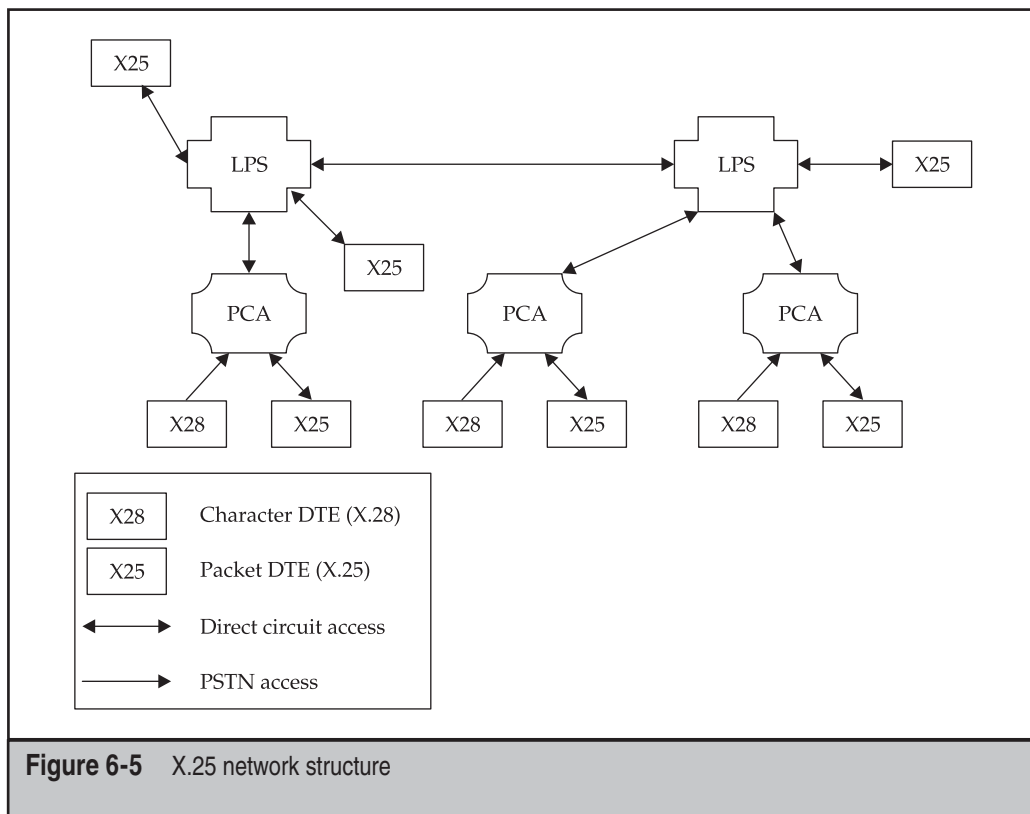 X25
LPS
LPS
X25
X25
PCA
PCA
PCA
X28
X25
X28
X25
X28
X25
X28 Character DTE (X.28)
X25 Packet DTE (X.25)
Direct circuit access
PSTN access
Figure 6-5 X.25 network structure